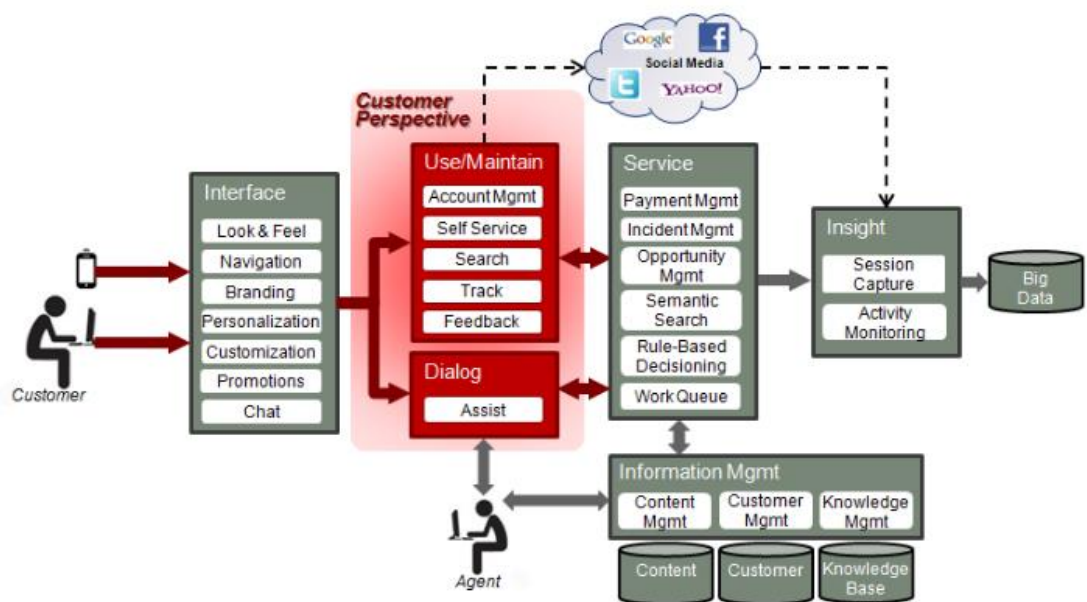 Google
f
Social Media
YAHOO!
Customer
Perspective
Use/Maintain
Account Mgmt
Self Service
Search
Track
Feedback
Dialog
Assist
Interface
Look & Feel
Navigation
Branding
Personalization
Customization
Promotions
Chat
Customer
Agent
Service
Payment Mgmt
Incident Mgmt
Opportunity
Mgmt
Semantic
Search
Rule-Based
Decisioning
Work Queue
Insight
Session
Capture
Activity
Monitoring
Big
Data
Information Mgmt
Content
Mgmt
Customer
Mgmt
Knowledge
Mgmt
Content
Customer
Knowledge
Base